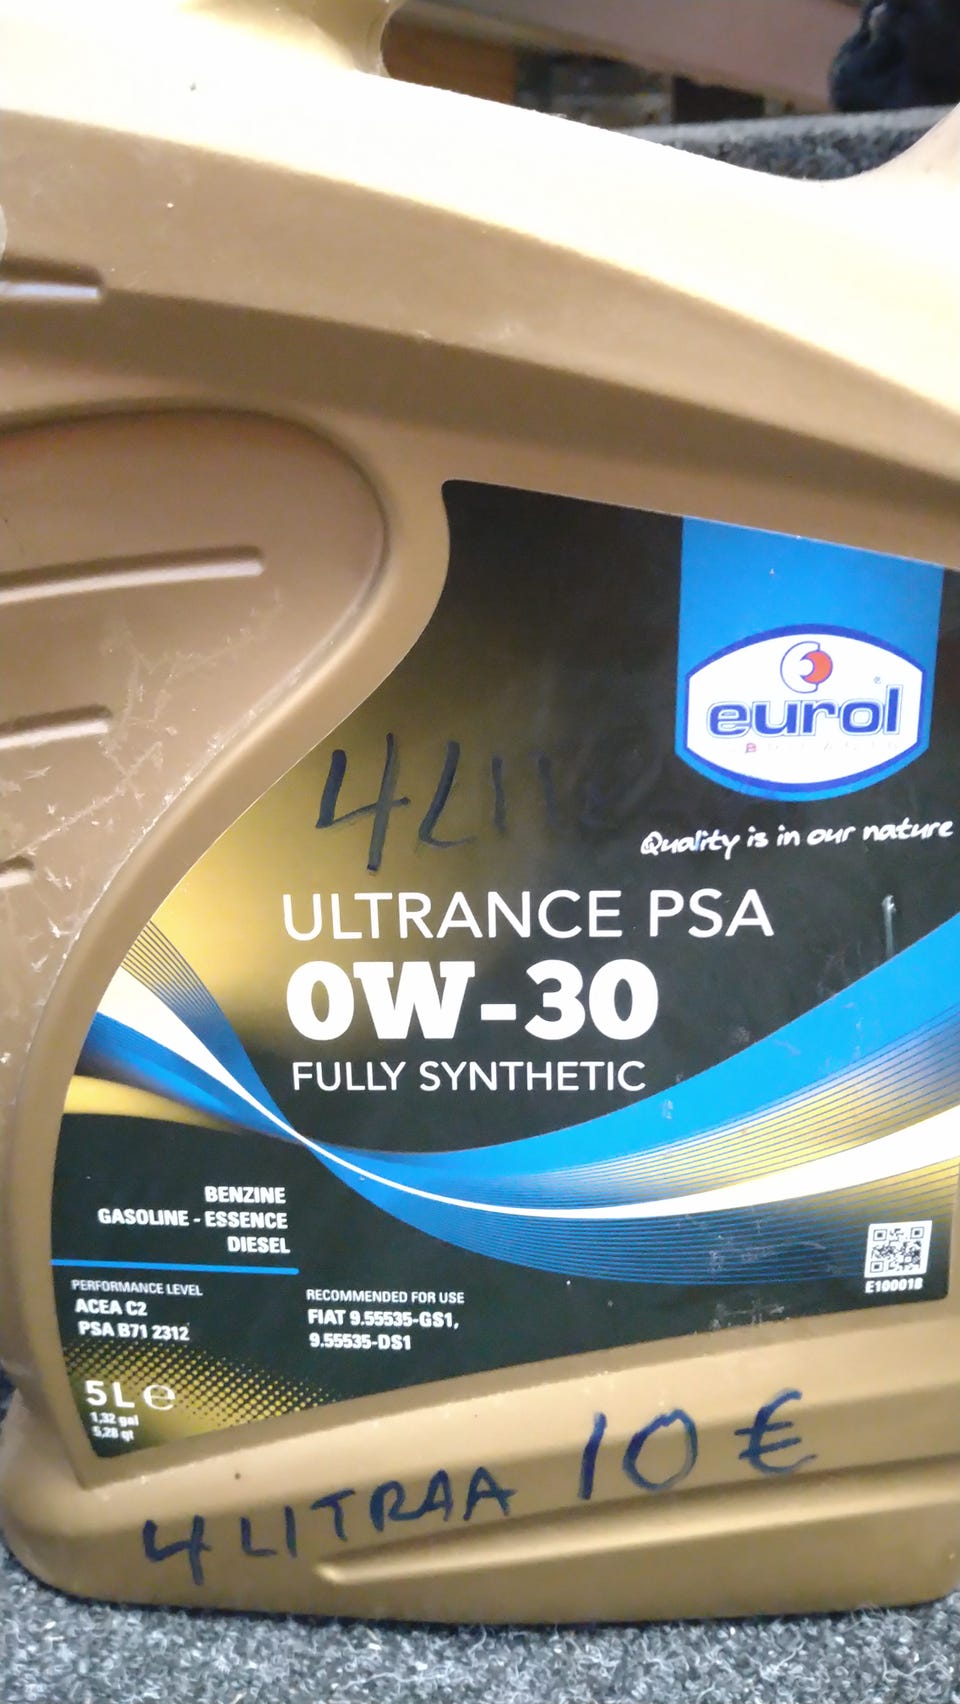 eurol
Quality is in our nature
ULTRANCE PSA
0W-30
FULLY SYNTHETIC
BENZINE
GASOLINE - ESSENCE
DIESEL
PERFORMANCE LEVEL
ACEA C2
PSA B71 2312
RECOMMENDED FOR USE
FIAT 9.55535-GS1,
9.55535-DS1
E100018
5L e
1,32 gal
5,28 qt
4 LITRAA 10 €